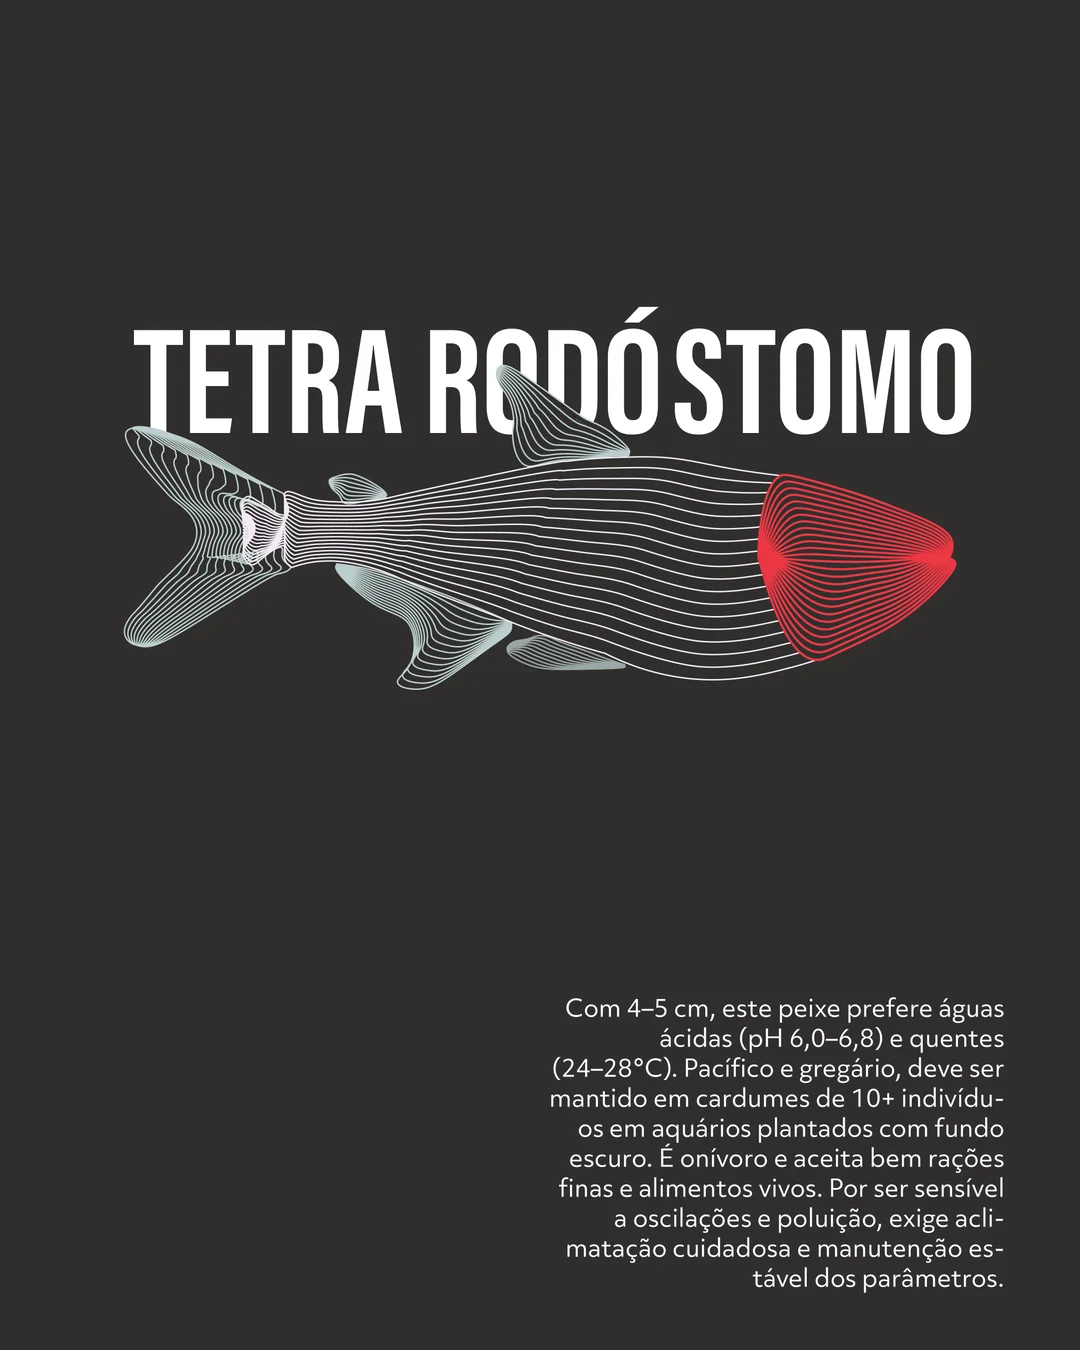 TETRA RODÓSTOMO
Com 4–5 cm, este peixe prefere águas
ácidas (pH 6,0–6,8) e quentes
(24–28°C). Pacífico e gregário, deve ser
mantido em cardumes de 10+ indivídu-
os em aquários plantados com fundo
escuro. É onívoro e aceita bem rações
finas e alimentos vivos. Por ser sensível
a oscilações e poluição, exige acli-
matação cuidadosa e manutenção es-
tável dos parâmetros.